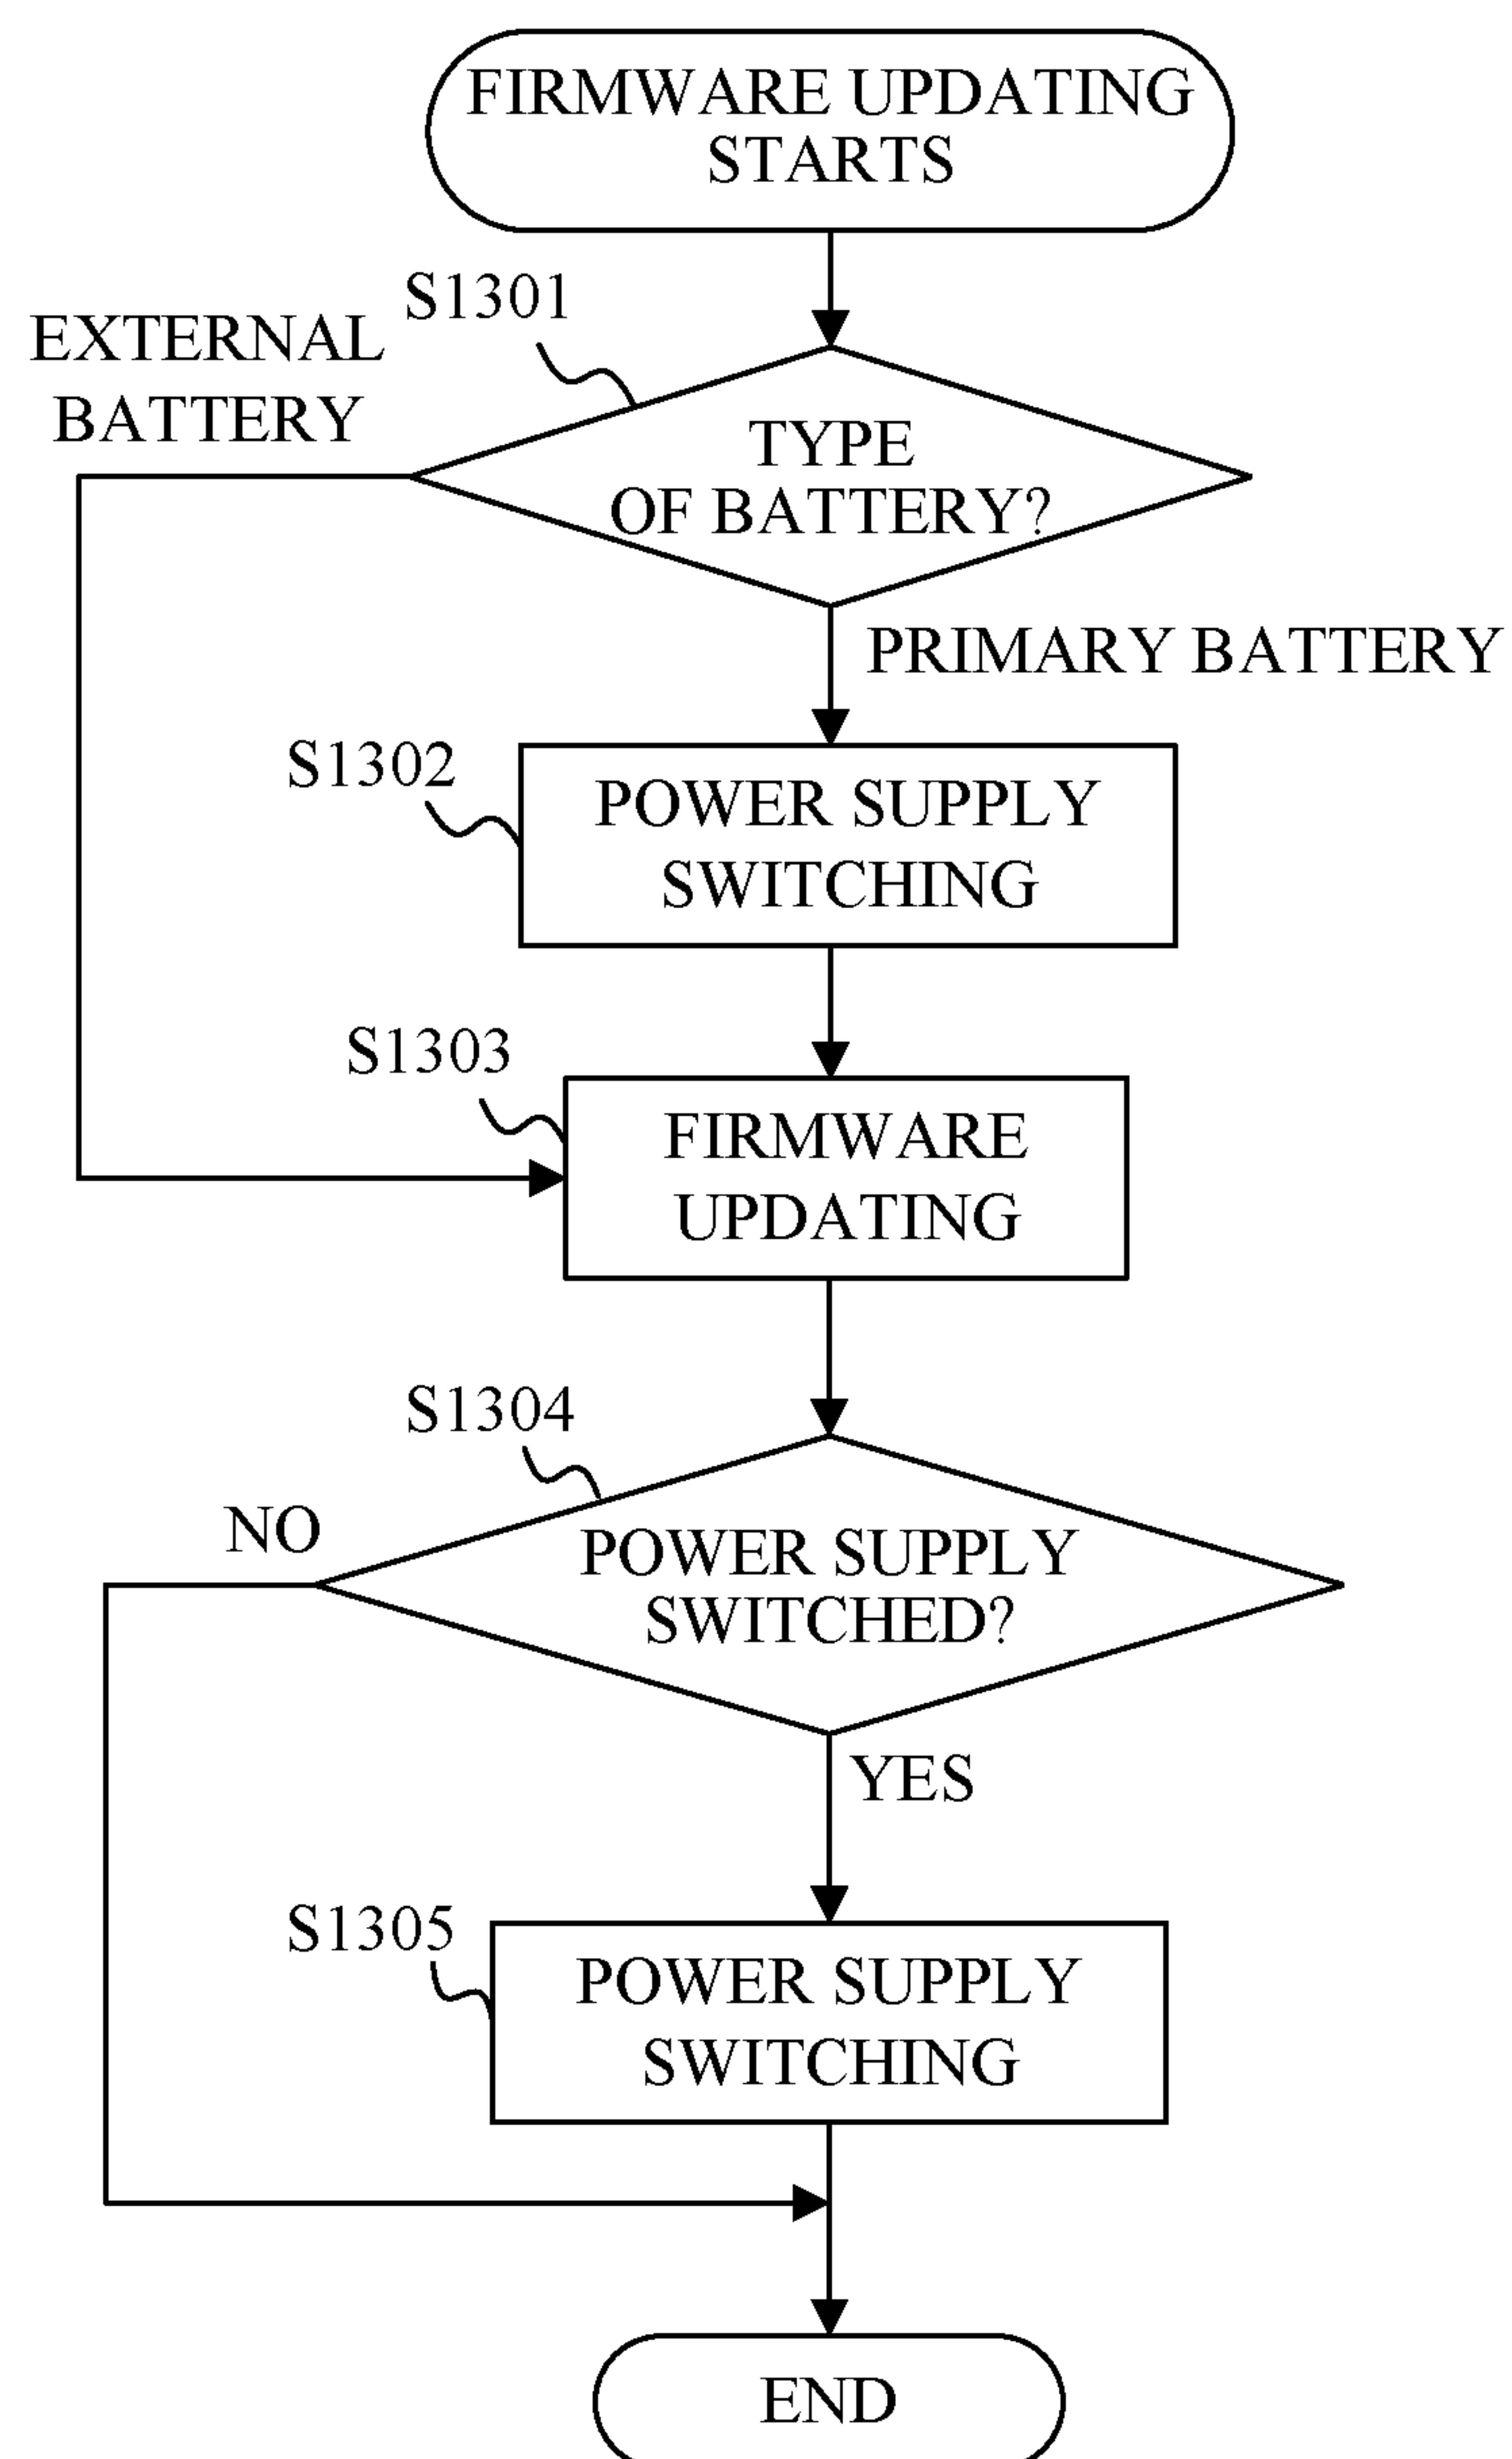 FIRMWARE UPDATING
STARTS
S1301
EXTERNAL
BATTERY
TYPE
OF BATTERY?
PRIMARY BATTERY
S1302
POWER SUPPLY
SWITCHING
S1303
FIRMWARE
UPDATING
S1304
NO
POWER SUPPLY
SWITCHED?
YES
S1305
POWER SUPPLY
SWITCHING
END